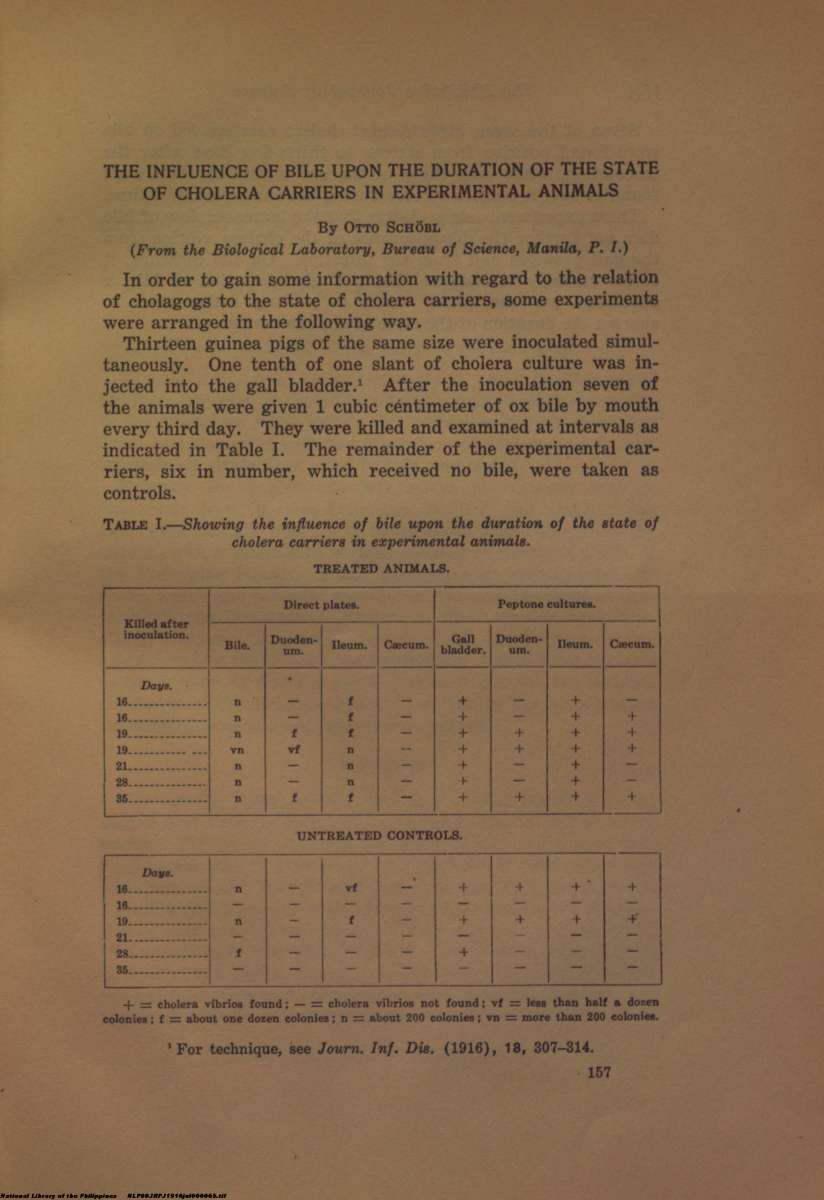 THE INFLUENCE OF BILE UPON THE DURATION OF THE STATE
OF CHOLERA CARRIERS IN EXPERIMENTAL ANIMALS
By OTTO SCHÖBL
(From the Biological Laboratory, Bureau of Science, Manila, P. I.)
In order to gain some information with regard to the relation
of cholagogs to the state of cholera carriers, some experiments
were arranged in the following way.
Thirteen guinea pigs of the same size were inoculated simul-
taneously. One tenth of one slant of cholera culture was in-
jected into the gall bladder.¹ After the inoculation seven of
the animals were given 1 cubic centimeter of ox bile by mouth
every third day. They were killed and examined at intervals as
indicated in Table I. The remainder of the experimental car-
riers, six in number, which received no bile, were taken as
controls.
TABLE I.—Showing the influence of bile upon the duration of the state of
cholera carriers in experimental animals.
TREATED ANIMALS.
Killed after inoculation. Direct plates. Peptone cultures.
Bile. Duoden-um. Ileum. Cæcum. Gall bladder. Duoden-um. Ileum. Cæcum.
Days.
16 n — f — + — + —
16 n — f — + — + +
19 n f f — + + + +
19 vn vf n — + + + +
21 n — n — + — + —
28 n — n — + — + —
35 n f f — + + + +
UNTREATED CONTROLS.
Days.
16 n — vf — + + + +
16 — — — — — — — —
19 n — f — + + + +
21 — — — — — — — —
28 f — — — + — — —
35 — — — — — — — —
+ = cholera vibrios found; — = cholera vibrios not found; vf = less than half a dozen
colonies; f = about one dozen colonies; n = about 200 colonies; vn = more than 200 colonies.
¹ For technique, see Journ. Inf. Dis. (1916), 18, 307–314.
157
National Library of the Philippines